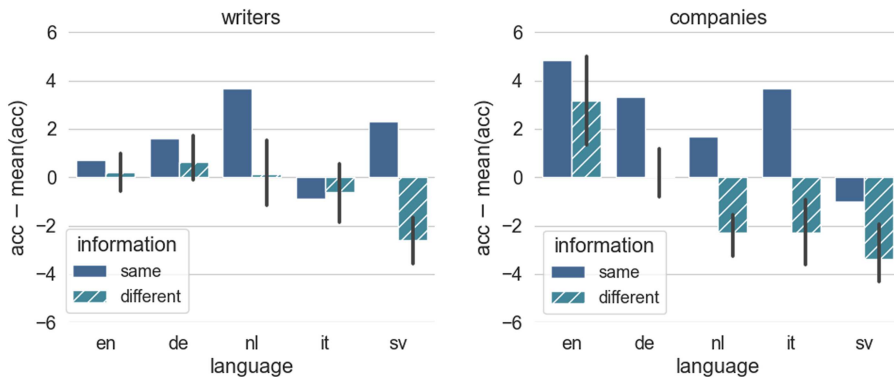 writers
acc − mean(acc)
6
4
2
0
−2
−4
−6
information
same
different
en de nl it sv
language
companies
acc − mean(acc)
6
4
2
0
−2
−4
−6
information
same
different
en de nl it sv
language